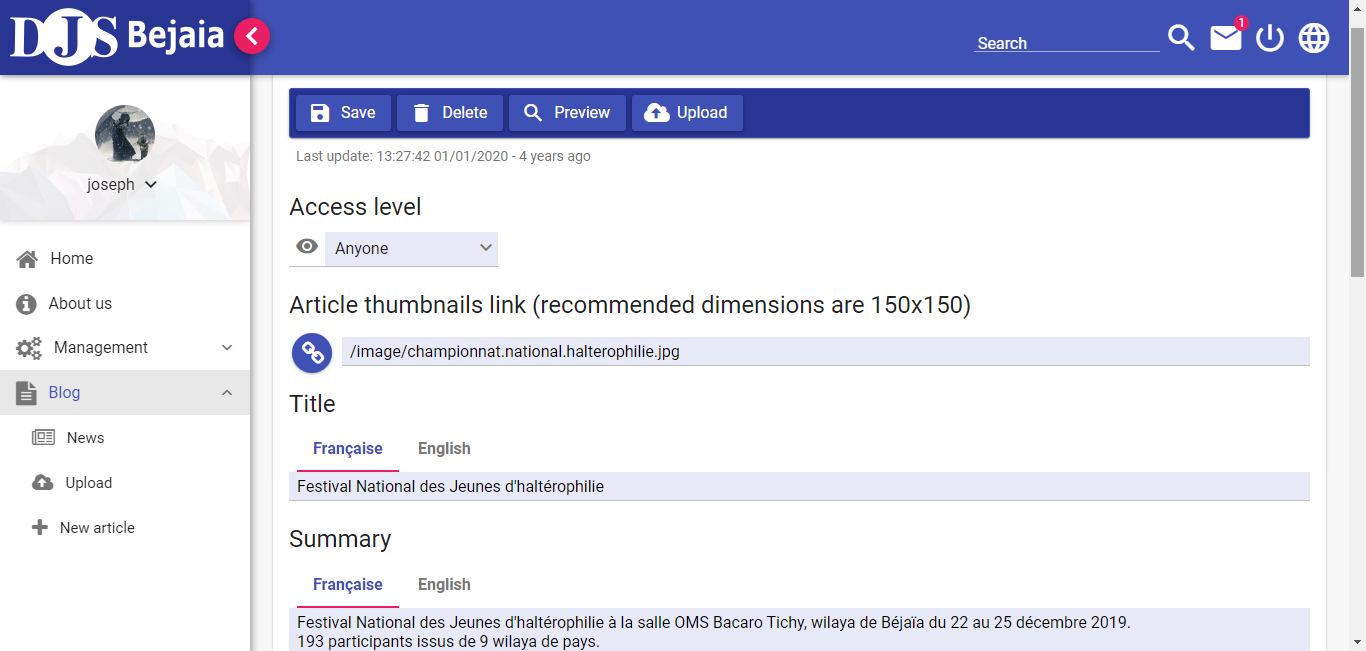 DJS Bejaia
Search
1
joseph
Home
About us
Management
Blog
News
Upload
New article
Save Delete Preview Upload
Last update: 13:27:42 01/01/2020 - 4 years ago
Access level
Anyone
Article thumbnails link (recommended dimensions are 150x150)
/image/championnat.national.halterophilie.jpg
Title
Française English
Festival National des Jeunes d'haltérophilie
Summary
Française English
Festival National des Jeunes d'haltérophilie à la salle OMS Bacaro Tichy, wilaya de Béjaïa du 22 au 25 décembre 2019.
193 participants issus de 9 wilaya de pays.